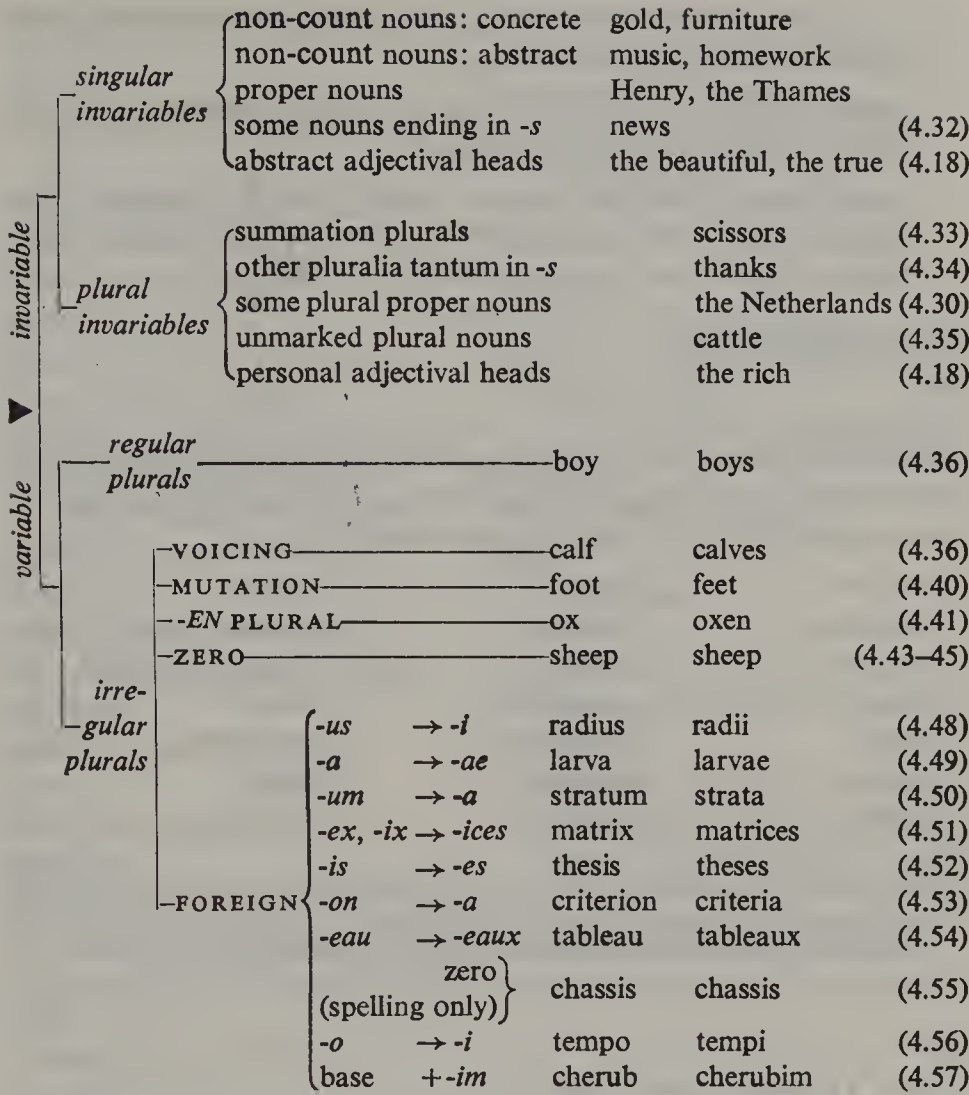 non-count nouns: concrete gold, furniture
non-count nouns: abstract music, homework
singular invariables
proper nouns Henry, the Thames
some nouns ending in -s news (4.32)
abstract adjectival heads the beautiful, the true (4.18)
invariable
summation plurals scissors (4.33)
other pluralia tantum in -s thanks (4.34)
plural invariables
some plural proper nouns the Netherlands (4.30)
unmarked plural nouns cattle (4.35)
personal adjectival heads the rich (4.18)
▼
variable
regular plurals boy boys (4.36)
VOICING calf calves (4.36)
MUTATION foot feet (4.40)
-EN PLURAL ox oxen (4.41)
ZERO sheep sheep (4.43–45)
irre-
gular
plurals
FOREIGN
-us → -i radius radii (4.48)
-a → -ae larva larvae (4.49)
-um → -a stratum strata (4.50)
-ex, -ix → -ices matrix matrices (4.51)
-is → -es thesis theses (4.52)
-on → -a criterion criteria (4.53)
-eau → -eaux tableau tableaux (4.54)
zero
(spelling only) chassis chassis (4.55)
-o → -i tempo tempi (4.56)
base + -im cherub cherubim (4.57)